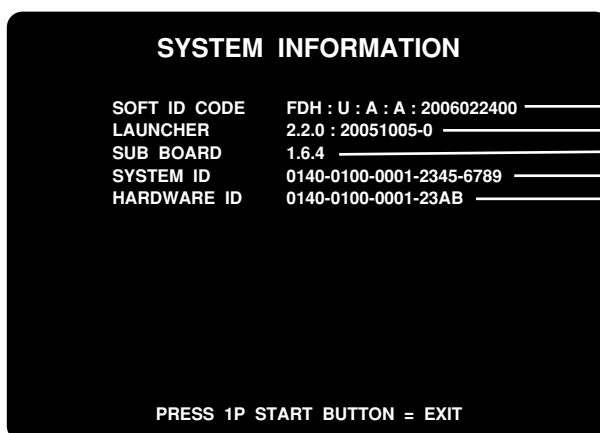 SYSTEM INFORMATION
SOFT ID CODE FDH : U : A : A : 2006022400
LAUNCHER 2.2.0 : 20051005-0
SUB BOARD 1.6.4
SYSTEM ID 0140-0100-0001-2345-6789
HARDWARE ID 0140-0100-0001-23AB
PRESS 1P START BUTTON = EXIT